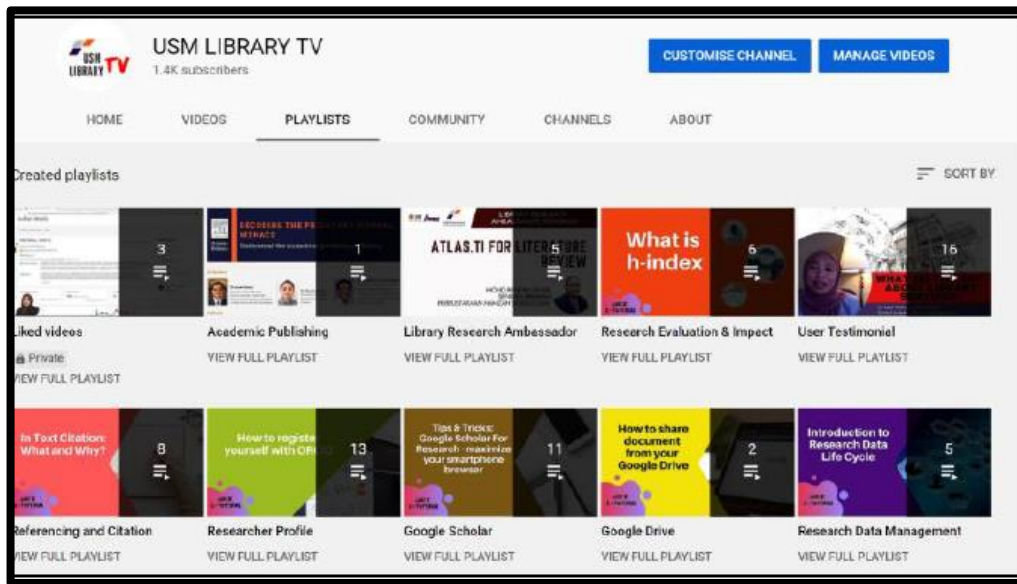 USM LIBRARY TV
USM LIBRARY TV
1.4K subscribers
CUSTOMISE CHANNEL
MANAGE VIDEOS
HOME
VIDEOS
PLAYLISTS
COMMUNITY
CHANNELS
ABOUT
Created playlists
SORT BY
3
1
ATLAS.TI FOR LITERATURE
REVIEW
5
What is
h-index
6
16
Liked videos
Private
VIEW FULL PLAYLIST
Academic Publishing
VIEW FULL PLAYLIST
Library Research Ambassador
VIEW FULL PLAYLIST
Research Evaluation & Impact
VIEW FULL PLAYLIST
User Testimonial
VIEW FULL PLAYLIST
In Text Citation:
What and Why?
8
How to register
yourself with ORCID
13
Tips & Tricks:
Google Scholar For
Research - maximize
your smartphone
browser
11
How to share
document
from your
Google Drive
2
Introduction to
Research Data
Life Cycle
5
Referencing and Citation
VIEW FULL PLAYLIST
Researcher Profile
VIEW FULL PLAYLIST
Google Scholar
VIEW FULL PLAYLIST
Google Drive
VIEW FULL PLAYLIST
Research Data Management
VIEW FULL PLAYLIST